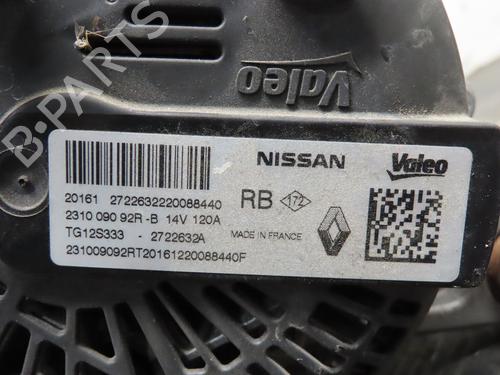 Valeo
B-PARTS
NISSAN Valeo
20161 2722632220088440 RB 172
2310 090 92R -B 14V 120A
TG12S333 - 2722632A MADE IN FRANCE
231009092RT20161220088440F